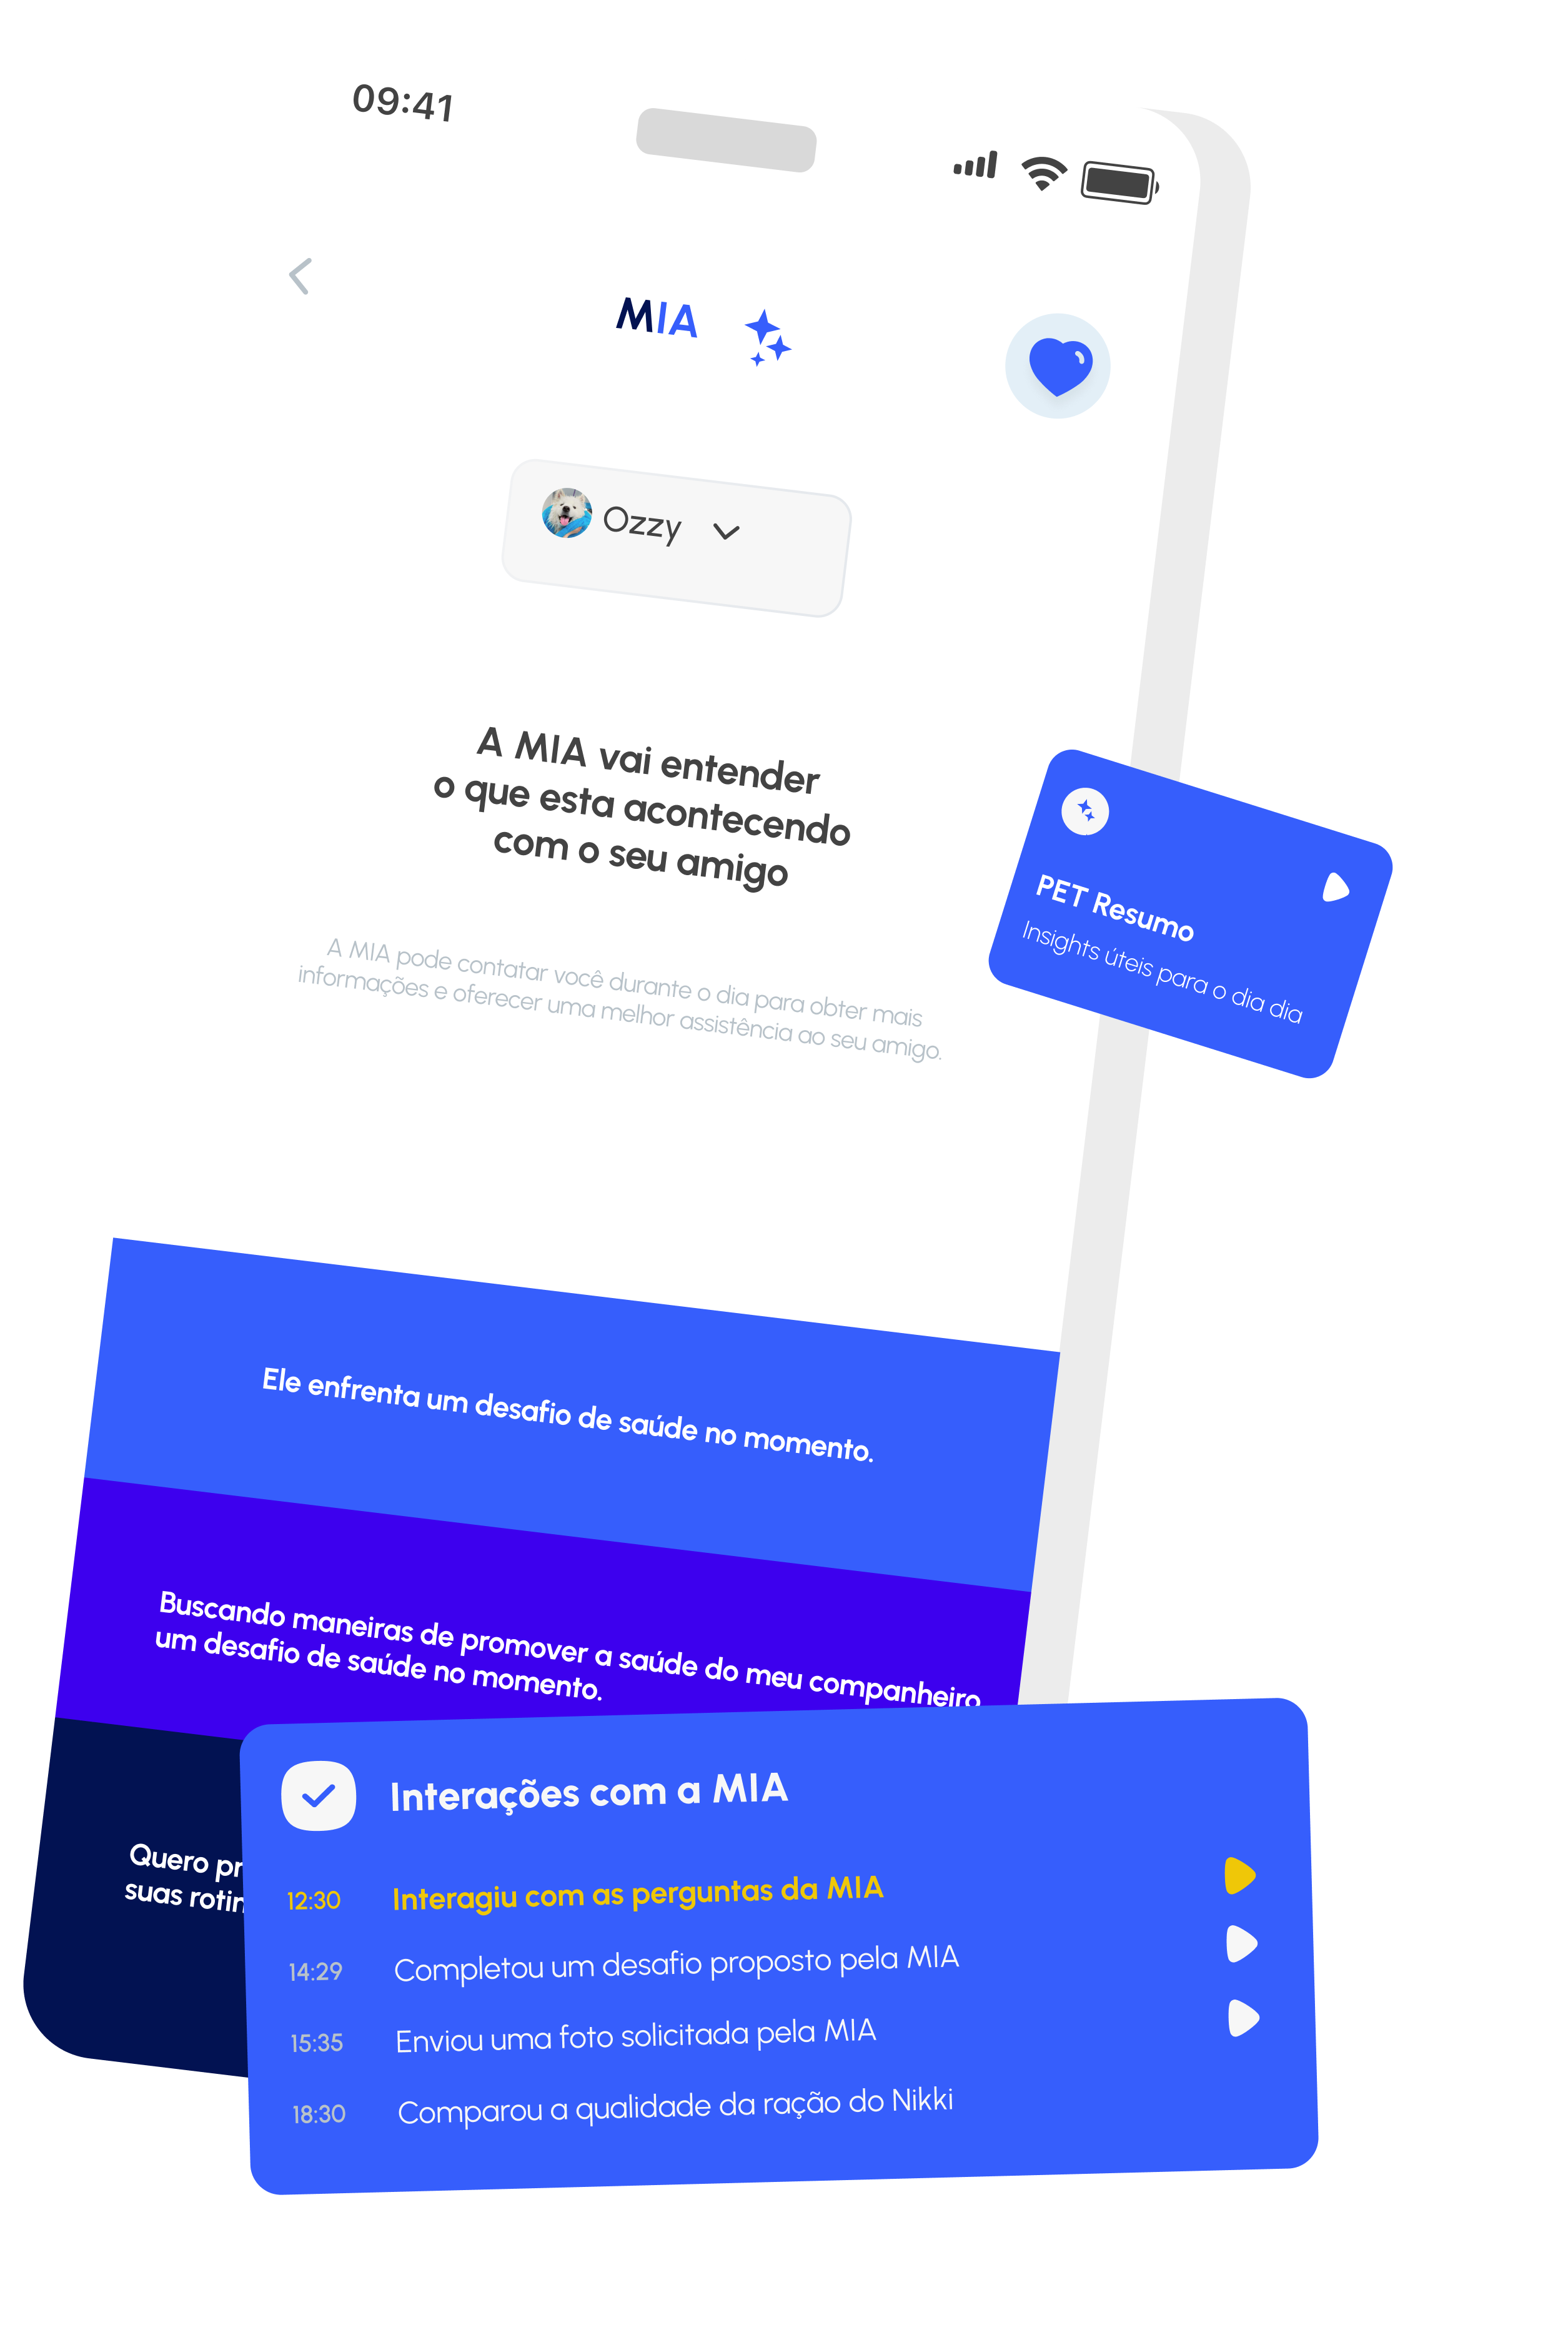 09:41
MIA
Ozzy
A MIA vai entender
o que esta acontecendo
com o seu amigo
A MIA pode contatar você durante o dia para obter mais
informações e oferecer uma melhor assistência ao seu amigo.
PET Resumo
Insights úteis para o dia dia
Ele enfrenta um desafio de saúde no momento.
Buscando maneiras de promover a saúde do meu companheiro
um desafio de saúde no momento.
Quero pr
suas rotin
Interações com a MIA
12:30 Interagiu com as perguntas da MIA
14:29 Completou um desafio proposto pela MIA
15:35 Enviou uma foto solicitada pela MIA
18:30 Comparou a qualidade da ração do Nikki